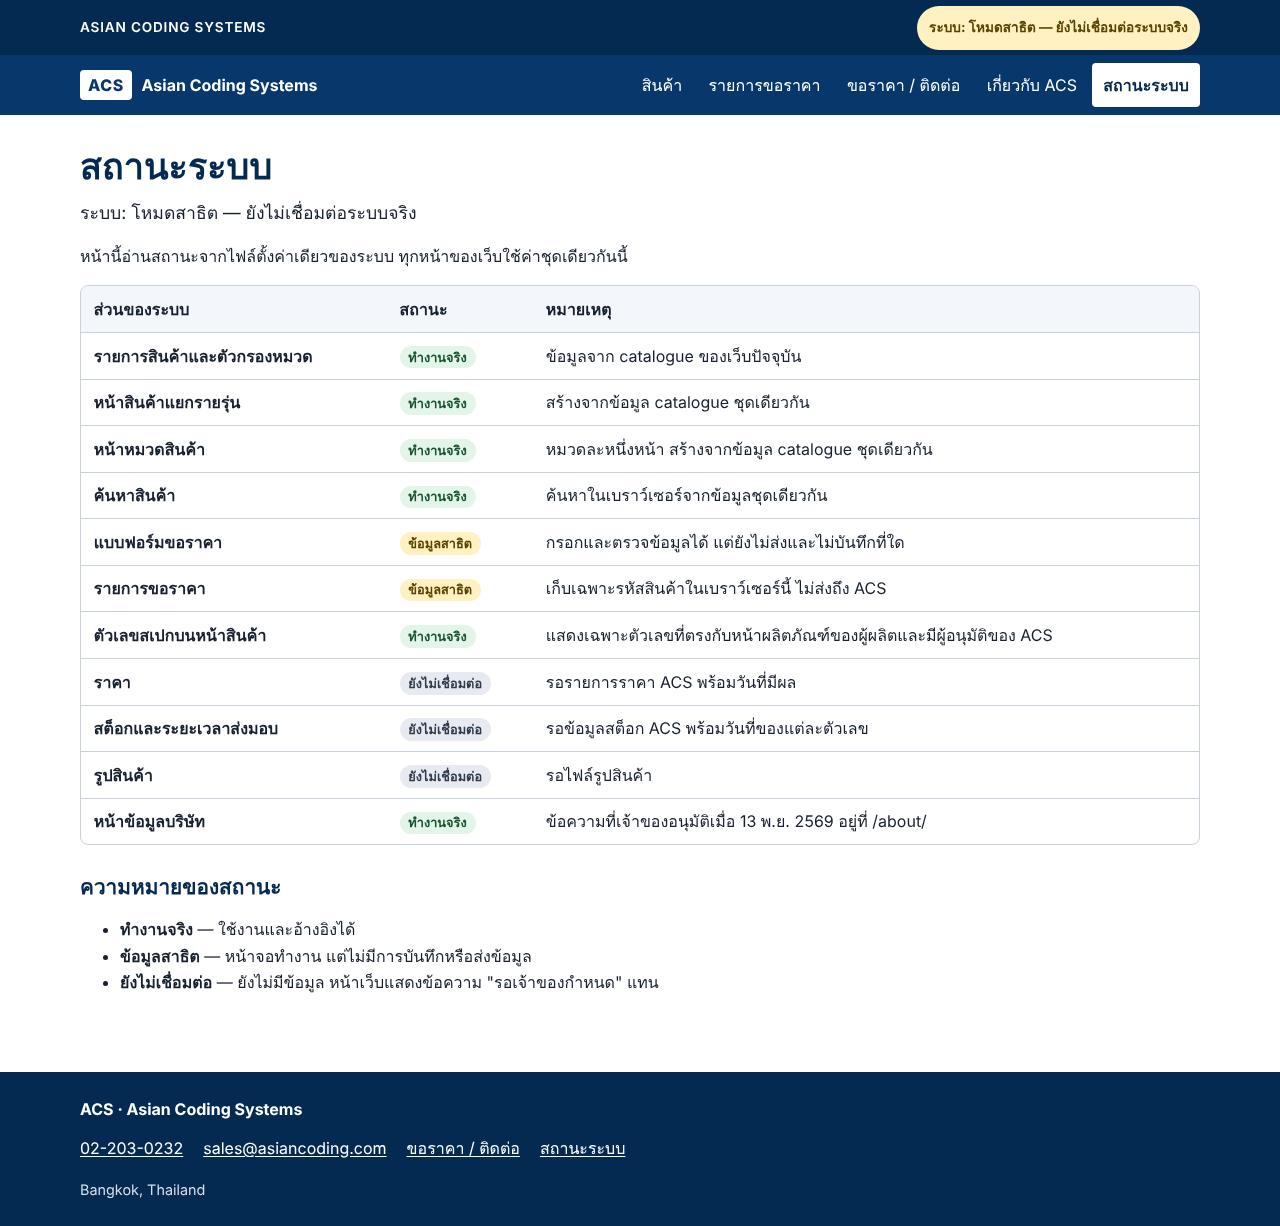 ASIAN CODING SYSTEMS
ระบบ: โหมดสาธิต — ยังไม่เชื่อมต่อระบบจริง
ACS Asian Coding Systems
สินค้า รายการขอราคา ขอราคา / ติดต่อ เกี่ยวกับ ACS สถานะระบบ
สถานะระบบ
ระบบ: โหมดสาธิต — ยังไม่เชื่อมต่อระบบจริง
หน้านี้อ่านสถานะจากไฟล์ตั้งค่าเดียวของระบบ ทุกหน้าของเว็บใช้ค่าชุดเดียวกันนี้
ส่วนของระบบ สถานะ หมายเหตุ
รายการสินค้าและตัวกรองหมวด ทำงานจริง ข้อมูลจาก catalogue ของเว็บปัจจุบัน
หน้าสินค้าแยกรายรุ่น ทำงานจริง สร้างจากข้อมูล catalogue ชุดเดียวกัน
หน้าหมวดสินค้า ทำงานจริง หมวดละหนึ่งหน้า สร้างจากข้อมูล catalogue ชุดเดียวกัน
ค้นหาสินค้า ทำงานจริง ค้นหาในเบราว์เซอร์จากข้อมูลชุดเดียวกัน
แบบฟอร์มขอราคา ข้อมูลสาธิต กรอกและตรวจข้อมูลได้ แต่ยังไม่ส่งและไม่บันทึกที่ใด
รายการขอราคา ข้อมูลสาธิต เก็บเฉพาะรหัสสินค้าในเบราว์เซอร์นี้ ไม่ส่งถึง ACS
ตัวเลขสเปกบนหน้าสินค้า ทำงานจริง แสดงเฉพาะตัวเลขที่ตรงกับหน้าผลิตภัณฑ์ของผู้ผลิตและมีผู้อนุมัติของ ACS
ราคา ยังไม่เชื่อมต่อ รอรายการราคา ACS พร้อมวันที่มีผล
สต็อกและระยะเวลาส่งมอบ ยังไม่เชื่อมต่อ รอข้อมูลสต็อก ACS พร้อมวันที่ของแต่ละตัวเลข
รูปสินค้า ยังไม่เชื่อมต่อ รอไฟล์รูปสินค้า
หน้าข้อมูลบริษัท ทำงานจริง ข้อความที่เจ้าของอนุมัติเมื่อ 13 พ.ย. 2569 อยู่ที่ /about/
ความหมายของสถานะ
ทำงานจริง — ใช้งานและอ้างอิงได้
ข้อมูลสาธิต — หน้าจอทำงาน แต่ไม่มีการบันทึกหรือส่งข้อมูล
ยังไม่เชื่อมต่อ — ยังไม่มีข้อมูล หน้าเว็บแสดงข้อความ "รอเจ้าของกำหนด" แทน
ACS · Asian Coding Systems
02-203-0232 sales@asiancoding.com ขอราคา / ติดต่อ สถานะระบบ
Bangkok, Thailand